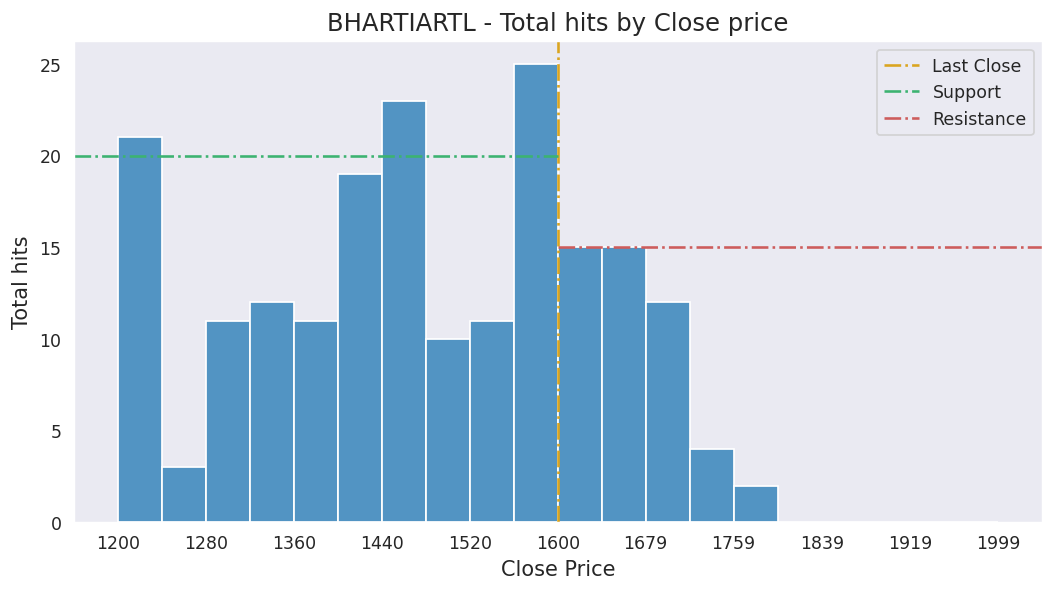 BHARTIARTL - Total hits by Close price
Last Close
Support
Resistance
Total hits
25
20
15
10
5
0
1200 1280 1360 1440 1520 1600 1679 1759 1839 1919 1999
Close Price